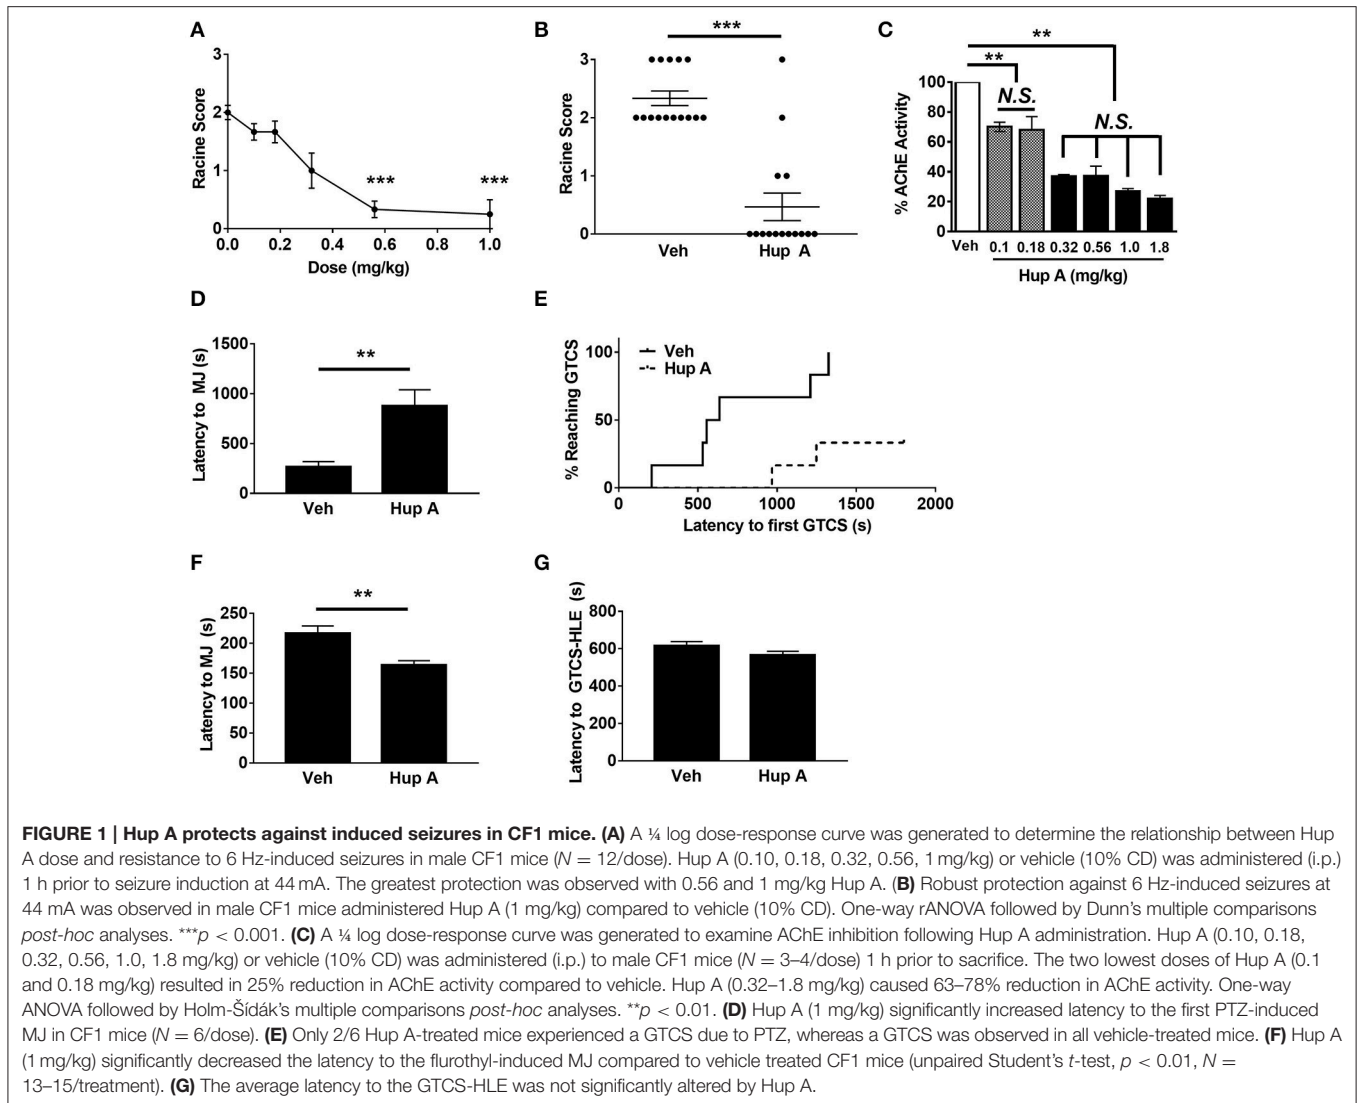 A
Racine Score
3
2
1
0
***
***
0.0
0.2
0.4
0.6
0.8
1.0
Dose (mg/kg)
B
Racine Score
***
3
2
1
0
Veh
Hup A
C
% AChE Activity
**
**
N.S.
N.S.
100
80
60
40
20
0
Veh
0.1
0.18
0.32
0.56
1.0
1.8
Hup A (mg/kg)
D
Latency to MJ (s)
1500
1000
500
0
**
Veh
Hup A
E
% Reaching GTCS
100
50
0
Veh
Hup A
0
500
1000
1500
2000
Latency to first GTCS (s)
F
Latency to MJ (s)
250
200
150
100
50
0
**
Veh
Hup A
G
Latency to GTCS-HLE (s)
800
600
400
200
0
Veh
Hup A
FIGURE 1 | Hup A protects against induced seizures in CF1 mice. (A) A ¼ log dose-response curve was generated to determine the relationship between Hup
A dose and resistance to 6 Hz-induced seizures in male CF1 mice (N = 12/dose). Hup A (0.10, 0.18, 0.32, 0.56, 1 mg/kg) or vehicle (10% CD) was administered (i.p.)
1 h prior to seizure induction at 44 mA. The greatest protection was observed with 0.56 and 1 mg/kg Hup A. (B) Robust protection against 6 Hz-induced seizures at
44 mA was observed in male CF1 mice administered Hup A (1 mg/kg) compared to vehicle (10% CD). One-way rANOVA followed by Dunn's multiple comparisons
post-hoc analyses. ***p < 0.001. (C) A ¼ log dose-response curve was generated to examine AChE inhibition following Hup A administration. Hup A (0.10, 0.18,
0.32, 0.56, 1.0, 1.8 mg/kg) or vehicle (10% CD) was administered (i.p.) to male CF1 mice (N = 3–4/dose) 1 h prior to sacrifice. The two lowest doses of Hup A (0.1
and 0.18 mg/kg) resulted in 25% reduction in AChE activity compared to vehicle. Hup A (0.32–1.8 mg/kg) caused 63–78% reduction in AChE activity. One-way
ANOVA followed by Holm-Šídák's multiple comparisons post-hoc analyses. **p < 0.01. (D) Hup A (1 mg/kg) significantly increased latency to the first PTZ-induced
MJ in CF1 mice (N = 6/dose). (E) Only 2/6 Hup A-treated mice experienced a GTCS due to PTZ, whereas a GTCS was observed in all vehicle-treated mice. (F) Hup A
(1 mg/kg) significantly decreased the latency to the flurothyl-induced MJ compared to vehicle treated CF1 mice (unpaired Student's t-test, p < 0.01, N =
13–15/treatment). (G) The average latency to the GTCS-HLE was not significantly altered by Hup A.